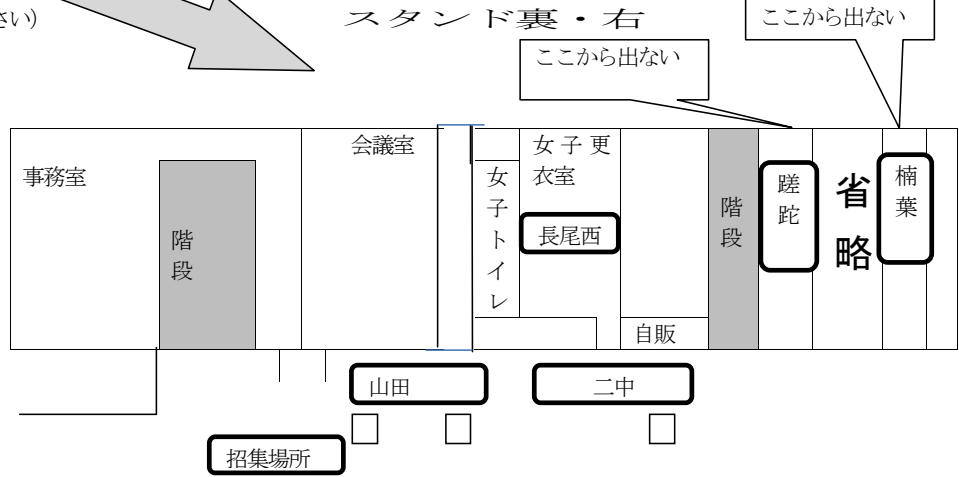 さい）
スタンド裏・右
ここから出ない
ここから出ない
事務室
階
段
会議室
女
子
ト
イ
レ
女子更
衣室
長尾西
自販
階
段
蹉
跎
省
略
楠
葉
山田
二中
招集場所